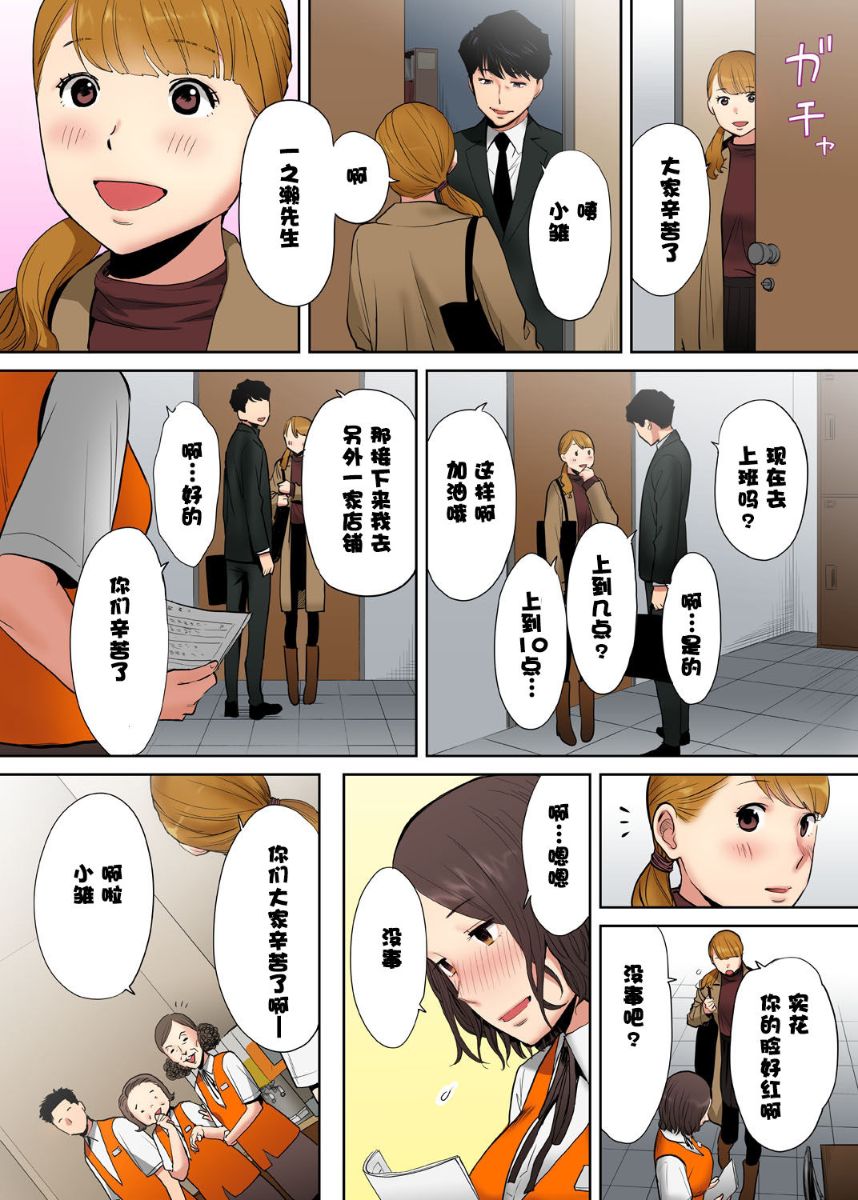 ガチャ
大家辛苦了
咦
小雏
啊
一之濑先生
现在去
上班吗？
啊…是的
上到几点？
上到
10点…
这样啊
加油哦
那接下来我去
另外一家店铺
啊…好的
你们辛苦了
实花
你的脸好红啊
没事吧？
啊…嗯嗯
没事
你们大家辛苦了啊ー
啊啦
小雏